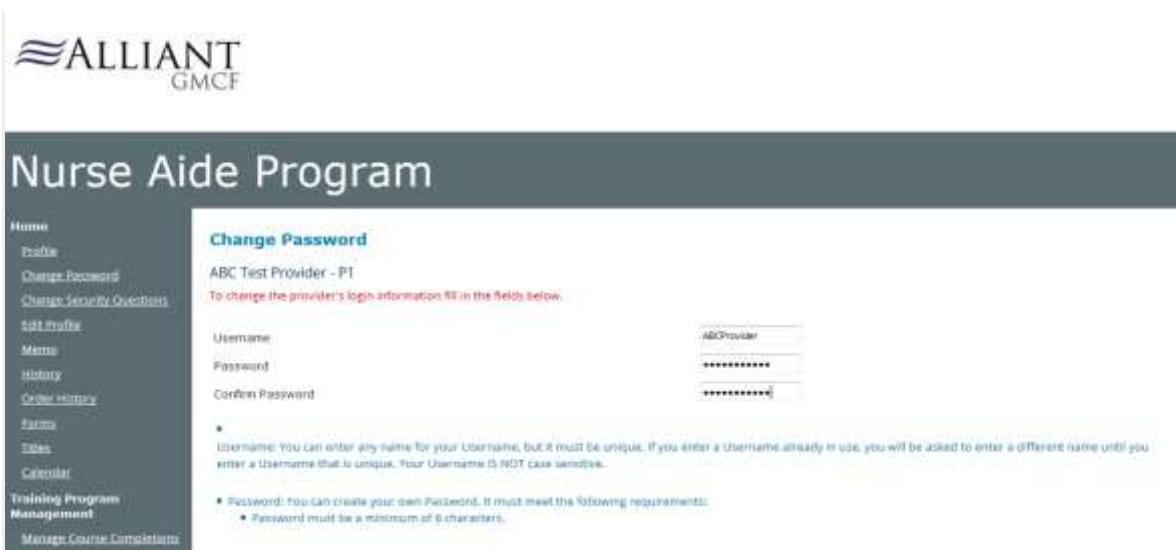 ALLIANT
GMCF
Nurse Aide Program
Home
Profile
Change Password
Change Security Questions
Edit Profile
Memo
History
Order History
Forms
Titles
Calendar
Training Program
Management
Manage Course Completions
Change Password
ABC Test Provider - P1
To change the provider's login information fill in the fields below.
Username
ABCProvider
Password
•••••••••••
Confirm Password
•••••••••••
•
Username: You can enter any name for your Username, but it must be unique. If you enter a Username already in use, you will be asked to enter a different name until you
enter a Username that is unique. Your Username IS NOT case sensitive.
• Password: You can create your own Password. It must meet the following requirements:
• Password must be a minimum of 6 characters.